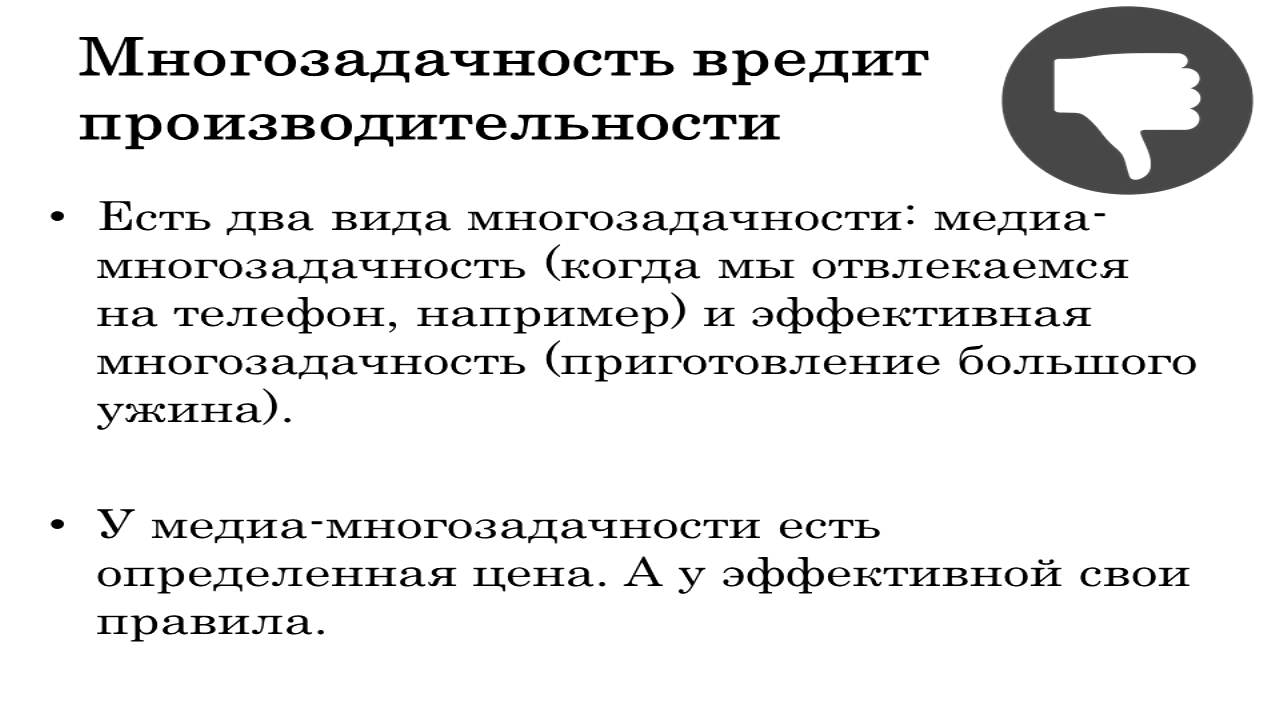 Многозадачность вредит
производительности
• Есть два вида многозадачности: медиа-
многозадачность (когда мы отвлекаемся
на телефон, например) и эффективная
многозадачность (приготовление большого
ужина).
• У медиа-многозадачности есть
определенная цена. А у эффективной свои
правила.